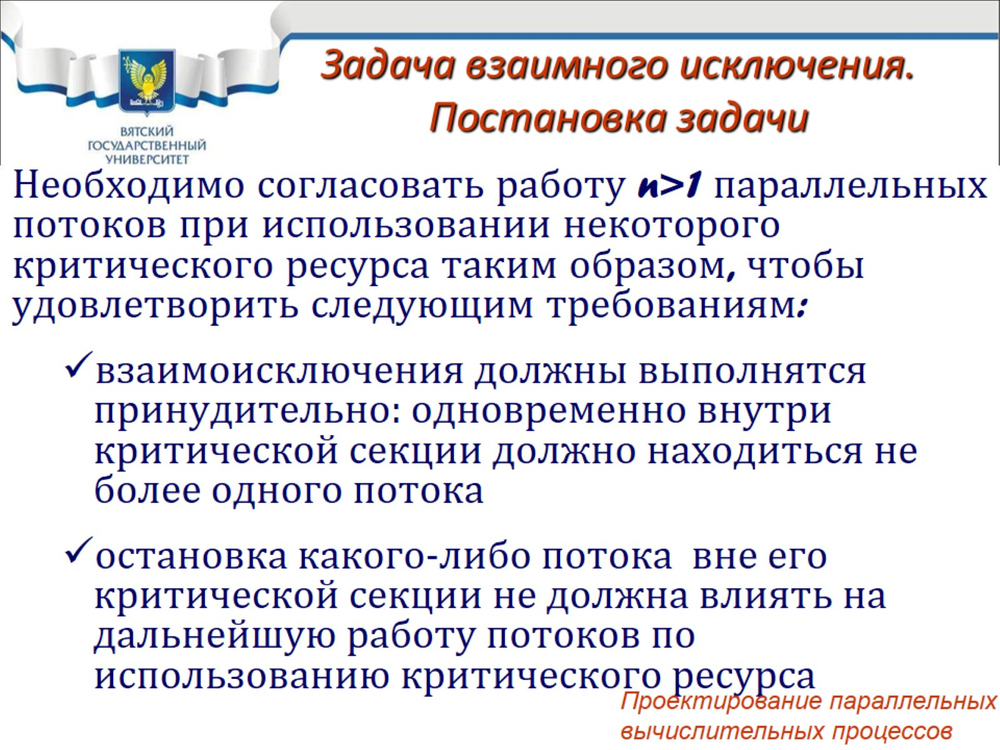 Задача взаимного исключения.
Постановка задачи
ВЯТСКИЙ
ГОСУДАРСТВЕННЫЙ
УНИВЕРСИТЕТ
Необходимо согласовать работу n>1 параллельных
потоков при использовании некоторого
критического ресурса таким образом, чтобы
удовлетворить следующим требованиям:
✓взаимоисключения должны выполнятся
принудительно: одновременно внутри
критической секции должно находиться не
более одного потока
✓остановка какого-либо потока вне его
критической секции не должна влиять на
дальнейшую работу потоков по
использованию критического ресурса
Проектирование параллельных
вычислительных процессов